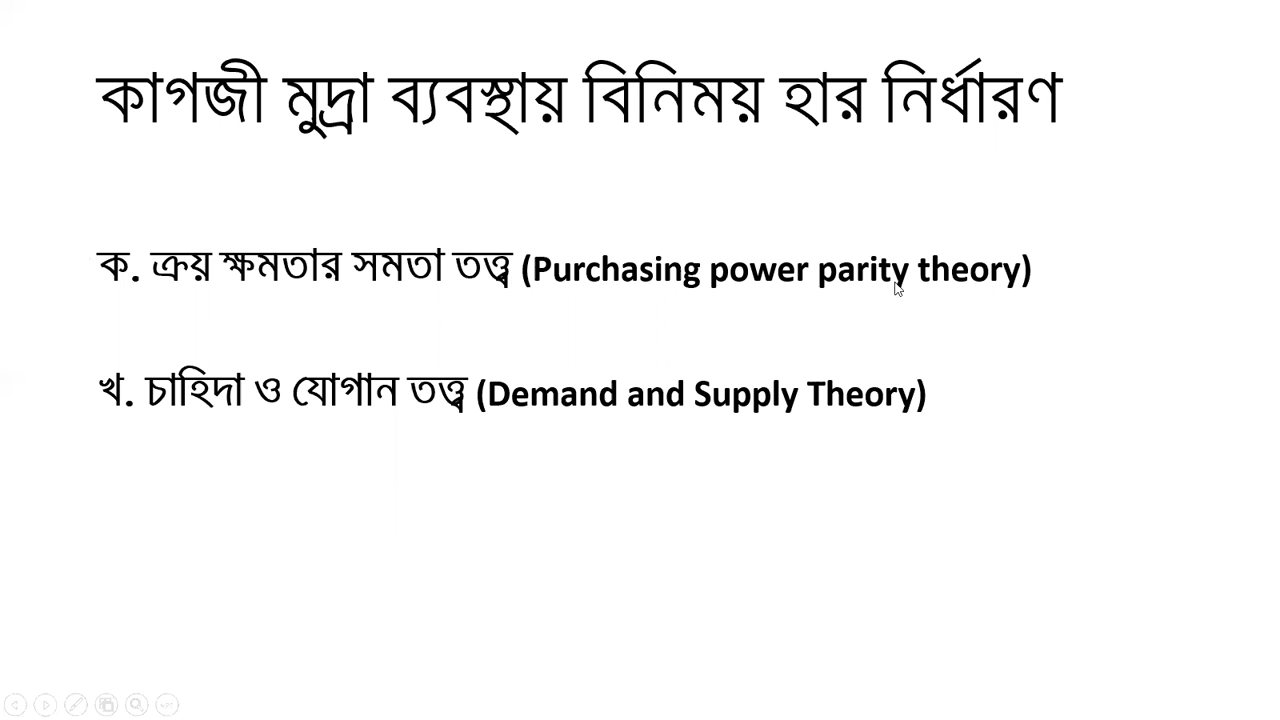 কাগজী মুদ্রা ব্যবস্থায় বিনিময় হার নির্ধারণ
ক. ক্রয় ক্ষমতার সমতা তত্ত্ব (Purchasing power parity theory)
খ. চাহিদা ও যোগান তত্ত্ব (Demand and Supply Theory)